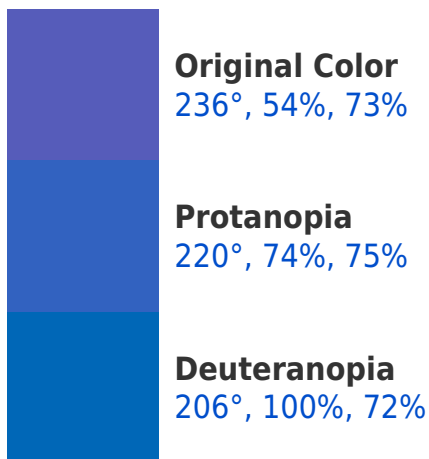 Original Color
236°, 54%, 73%
Protanopia
220°, 74%, 75%
Deuteranopia
206°, 100%, 72%